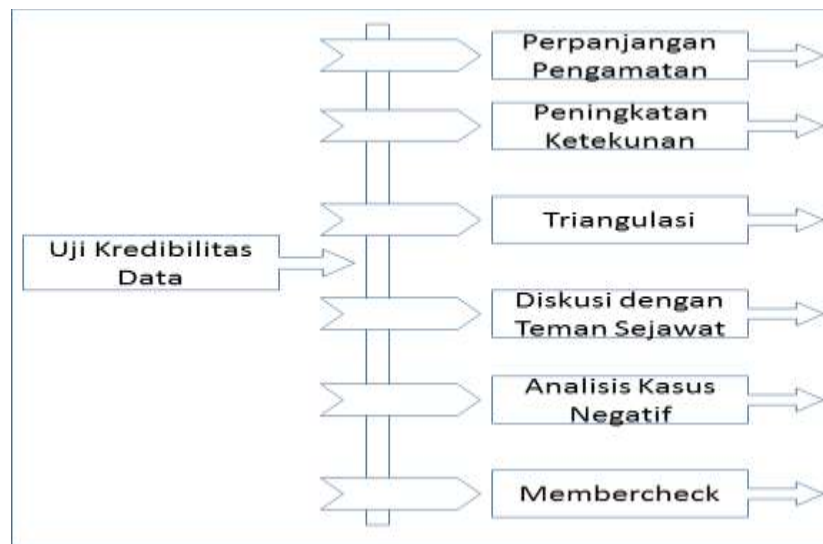 Perpanjangan
Pengamatan
Peningkatan
Ketekunan
Triangulasi
Uji Kredibilitas
Data
Diskusi dengan
Teman Sejawat
Analisis Kasus
Negatif
Membercheck